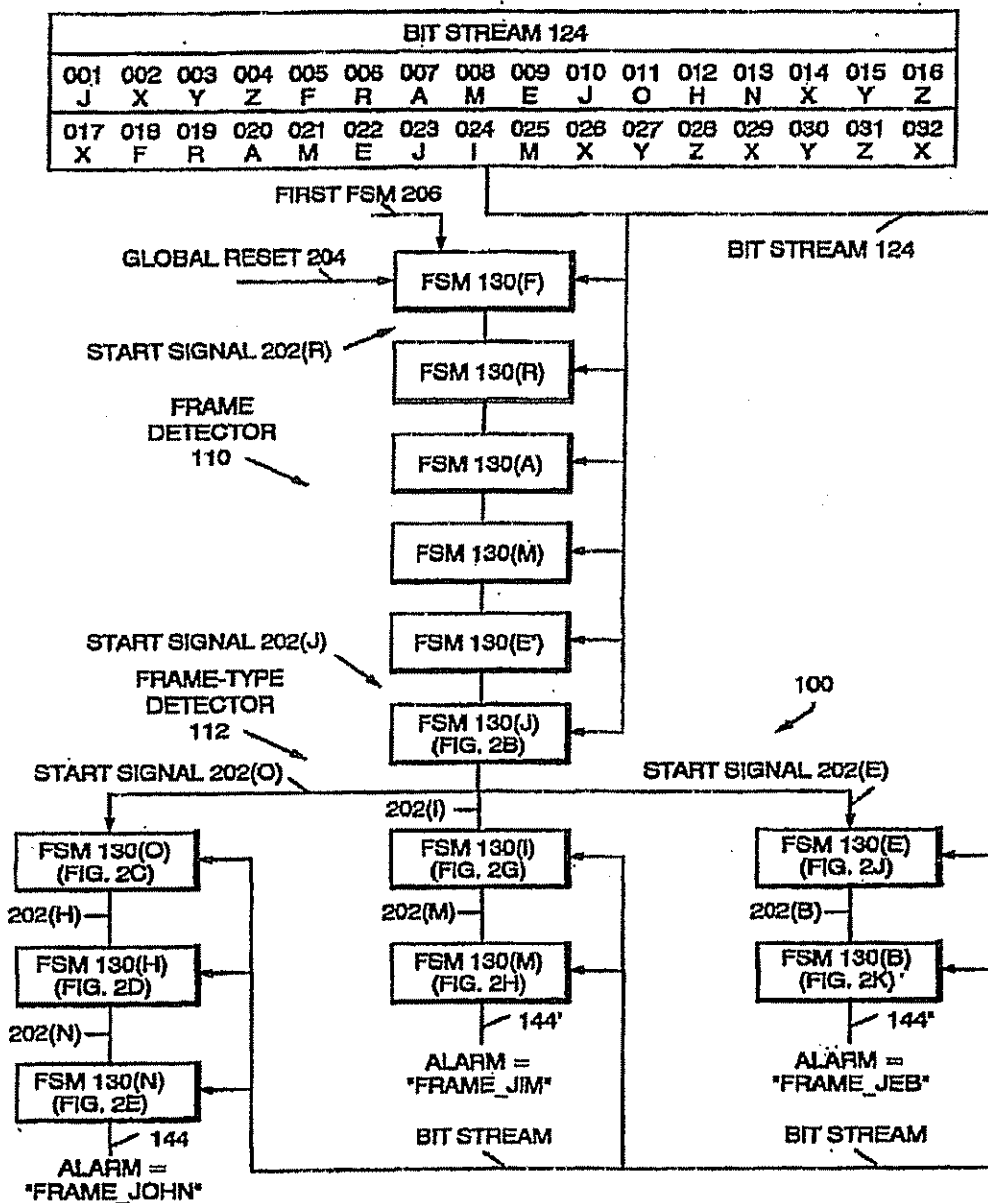 BIT STREAM 124
001 002 003 004 005 006 007 008 009 010 011 012 013 014 015 016
J X Y Z F R A M E J O H N X Y Z
017 018 019 020 021 022 023 024 025 026 027 028 029 030 031 032
X F R A M E J I M X Y Z X Y Z X
FIRST FSM 206
BIT STREAM 124
GLOBAL RESET 204
FSM 130(F)
START SIGNAL 202(R)
FSM 130(R)
FRAME
DETECTOR
110
FSM 130(A)
FSM 130(M)
START SIGNAL 202(J)
FSM 130(E')
FRAME-TYPE
DETECTOR
112
100
FSM 130(J)
(FIG. 2B)
START SIGNAL 202(O)
START SIGNAL 202(E)
202(I)
FSM 130(O)
(FIG. 2C)
FSM 130(I)
(FIG. 2G)
FSM 130(E)
(FIG. 2J)
202(H)
202(M)
202(B)
FSM 130(H)
(FIG. 2D)
FSM 130(M)
(FIG. 2H)
FSM 130(B)
(FIG. 2K)'
202(N)
144'
144"
ALARM =
"FRAME_JIM"
ALARM =
"FRAME_JEB"
FSM 130(N)
(FIG. 2E)
144
BIT STREAM
BIT STREAM
ALARM =
"FRAME_JOHN"